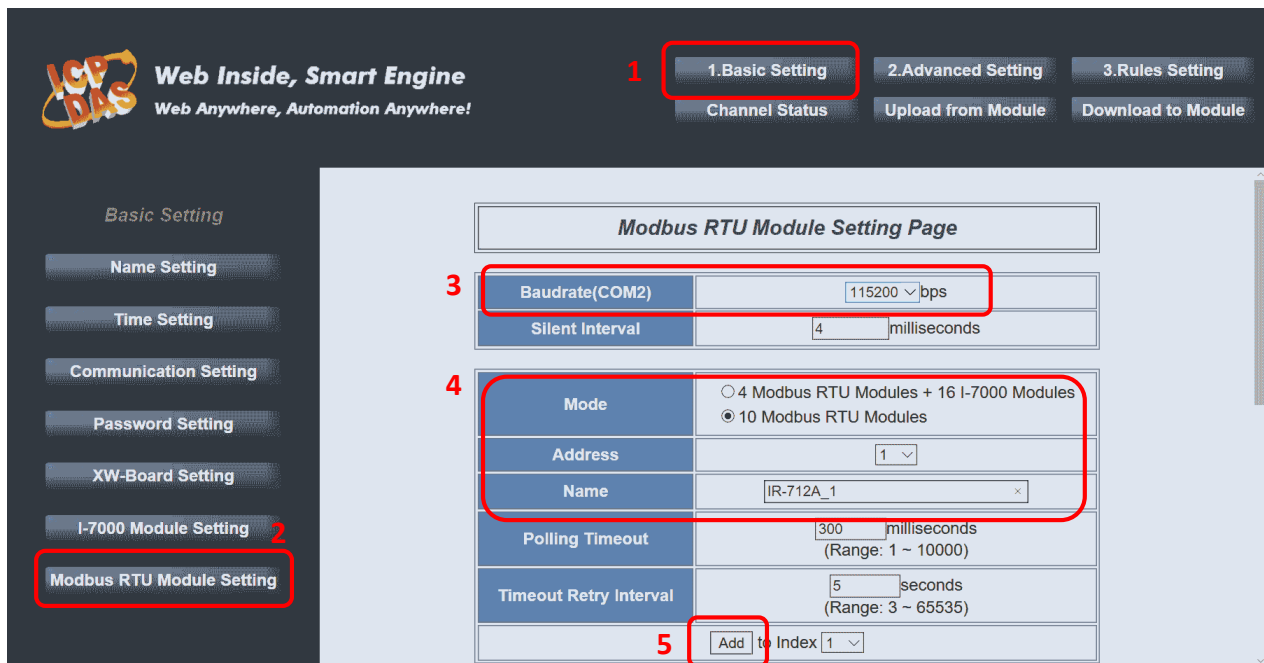 ICP
DAS
Web Inside, Smart Engine
Web Anywhere, Automation Anywhere!
1
1.Basic Setting
2.Advanced Setting
3.Rules Setting
Channel Status
Upload from Module
Download to Module
Basic Setting
Name Setting
Time Setting
Communication Setting
Password Setting
XW-Board Setting
I-7000 Module Setting
2
Modbus RTU Module Setting
Modbus RTU Module Setting Page
3
Baudrate(COM2)
115200 bps
Silent Interval
4 milliseconds
4
Mode
4 Modbus RTU Modules + 16 I-7000 Modules
10 Modbus RTU Modules
Address
1
Name
IR-712A_1 ×
Polling Timeout
300 milliseconds
(Range: 1 ~ 10000)
Timeout Retry Interval
5 seconds
(Range: 3 ~ 65535)
5
Add to Index 1